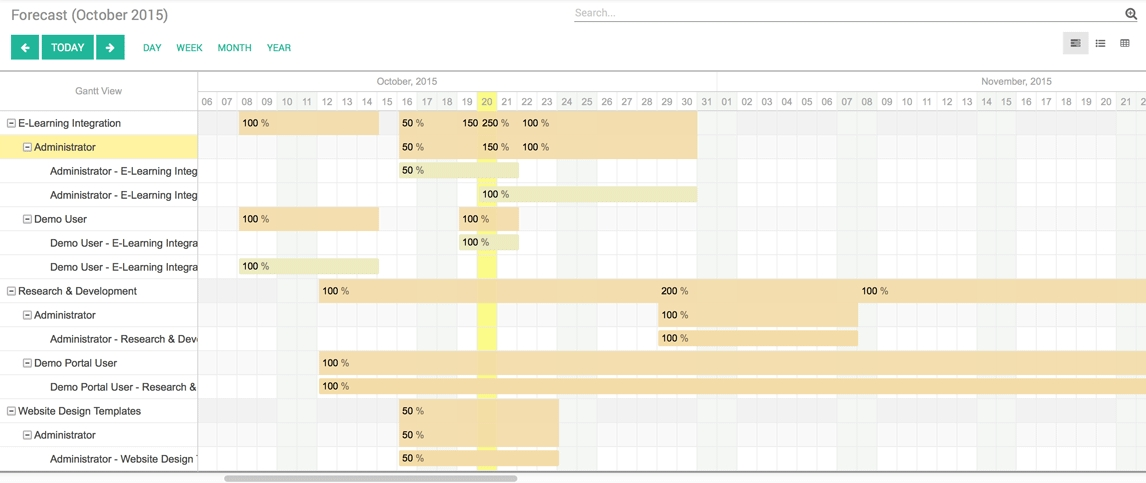 Forecast (October 2015)
Search...
TODAY DAY WEEK MONTH YEAR
October, 2015 November, 2015
Gantt View
06 07 08 09 10 11 12 13 14 15 16 17 18 19 20 21 22 23 24 25 26 27 28 29 30 31 01 02 03 04 05 06 07 08 09 10 11 12 13 14 15 16 17 18 19 20 21
E-Learning Integration 100 % 50 % 150 250 % 100 %
Administrator 50 % 150 % 100 %
Administrator - E-Learning Integ 50 %
Administrator - E-Learning Integ 100 %
Demo User 100 % 100 %
Demo User - E-Learning Integra 100 %
Demo User - E-Learning Integra 100 %
Research & Development 100 % 200 % 100 %
Administrator 100 %
Administrator - Research & Dev 100 %
Demo Portal User 100 %
Demo Portal User - Research & 100 %
Website Design Templates 50 %
Administrator 50 %
Administrator - Website Design 50 %